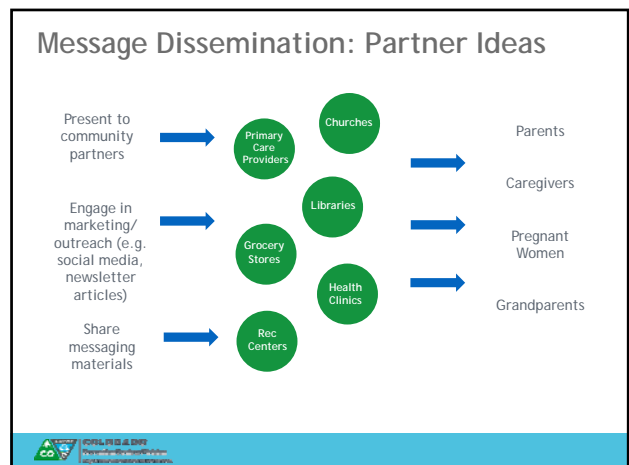 Message Dissemination: Partner Ideas
Present to
community
partners
Engage in
marketing/
outreach (e.g.
social media,
newsletter
articles)
Share
messaging
materials
Churches
Primary
Care
Providers
Libraries
Grocery
Stores
Health
Clinics
Rec
Centers
Parents
Caregivers
Pregnant
Women
Grandparents
CO
COLORADO